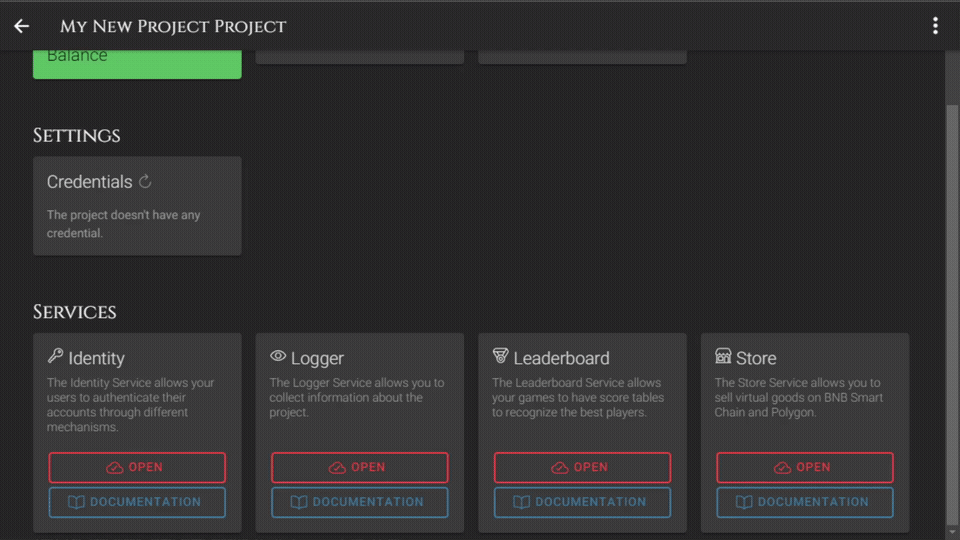 My New Project Project
Balance
Settings
Credentials
The project doesn't have any
credential.
Services
Identity
The Identity Service allows your
users to authenticate their
accounts through different
mechanisms.
OPEN
DOCUMENTATION
Logger
The Logger Service allows you to
collect information about the
project.
OPEN
DOCUMENTATION
Leaderboard
The Leaderboard Service allows
your games to have score tables
to recognize the best players.
OPEN
DOCUMENTATION
Store
The Store Service allows you to
sell virtual goods on BNB Smart
Chain and Polygon.
OPEN
DOCUMENTATION